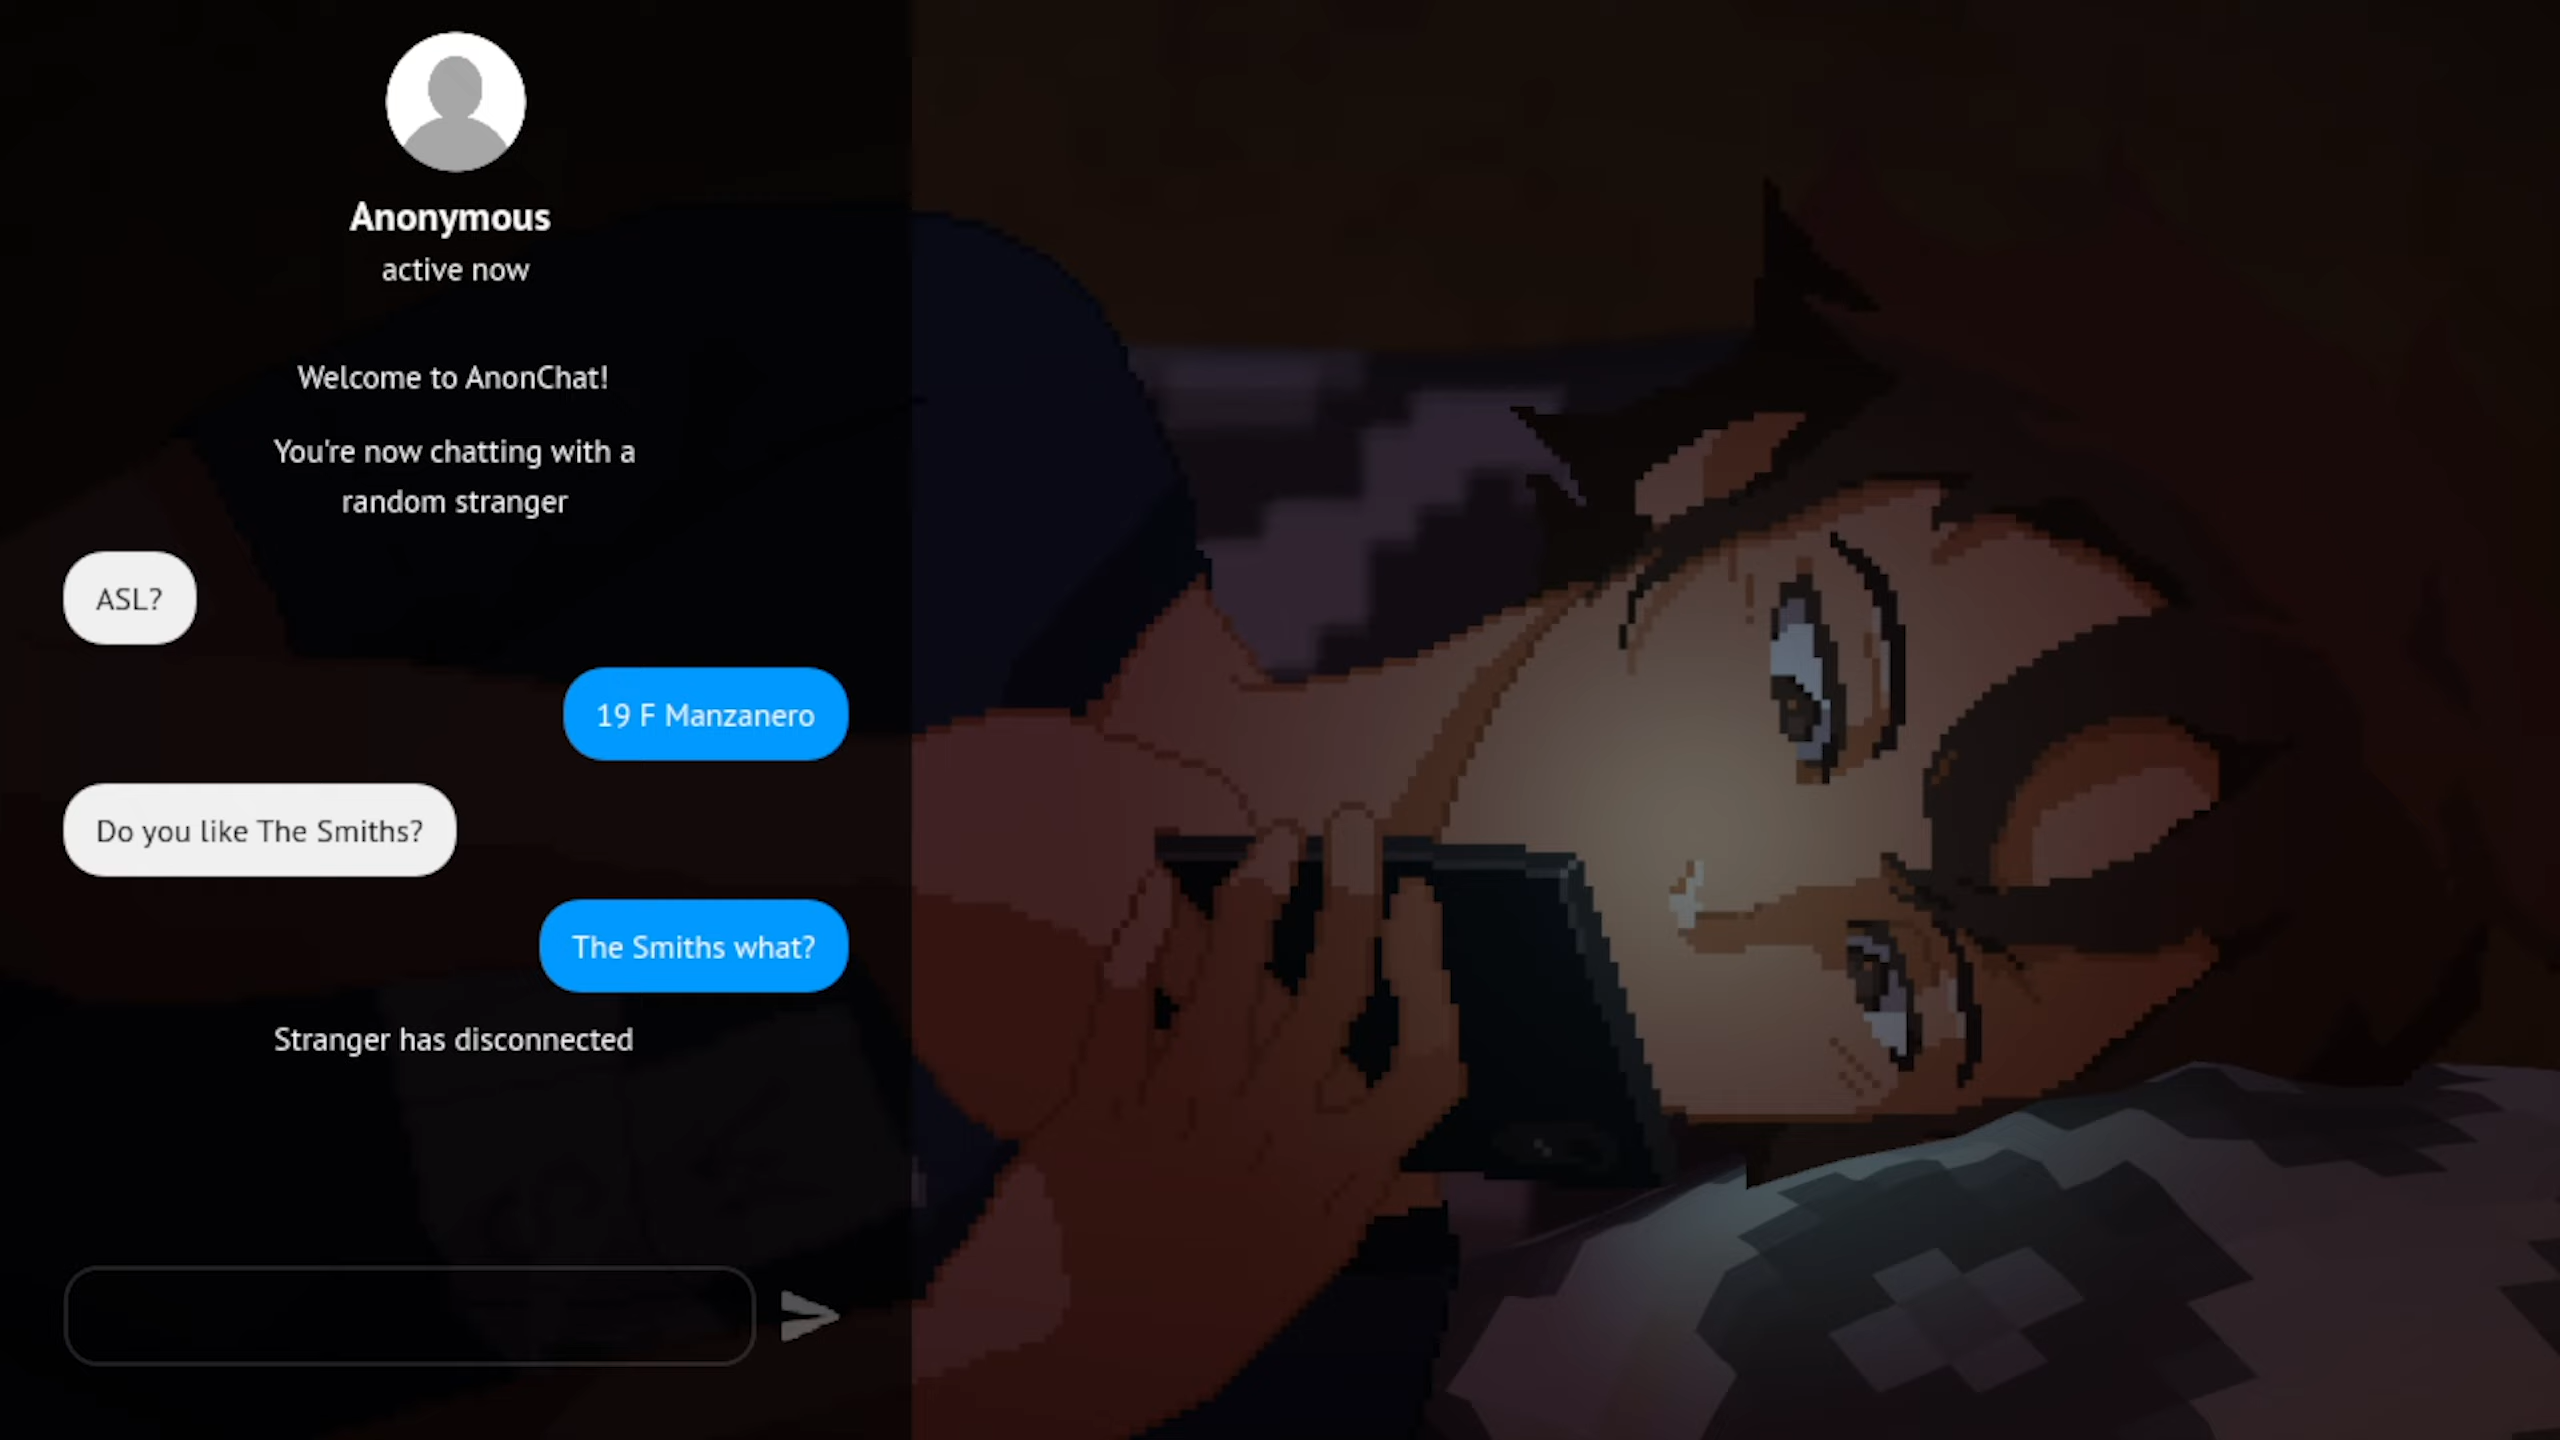 Anonymous
active now
Welcome to AnonChat!
You're now chatting with a
random stranger
ASL?
19 F Manzanero
Do you like The Smiths?
The Smiths what?
Stranger has disconnected